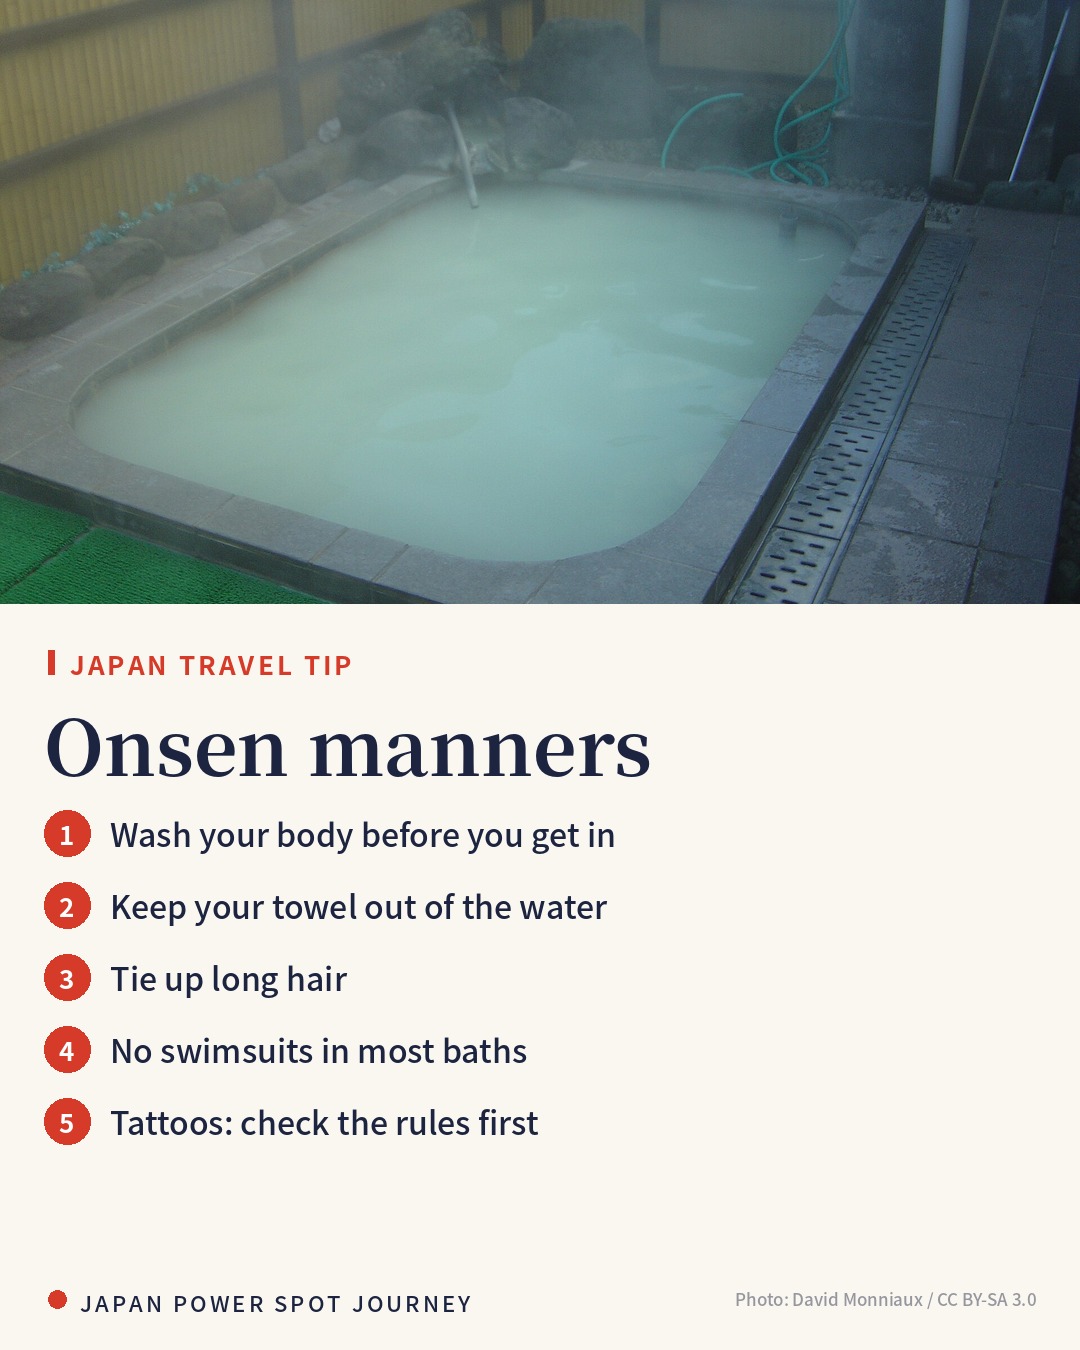 JAPAN TRAVEL TIP
Onsen manners
1 Wash your body before you get in
2 Keep your towel out of the water
3 Tie up long hair
4 No swimsuits in most baths
5 Tattoos: check the rules first
JAPAN POWER SPOT JOURNEY
Photo: David Monniaux / CC BY-SA 3.0